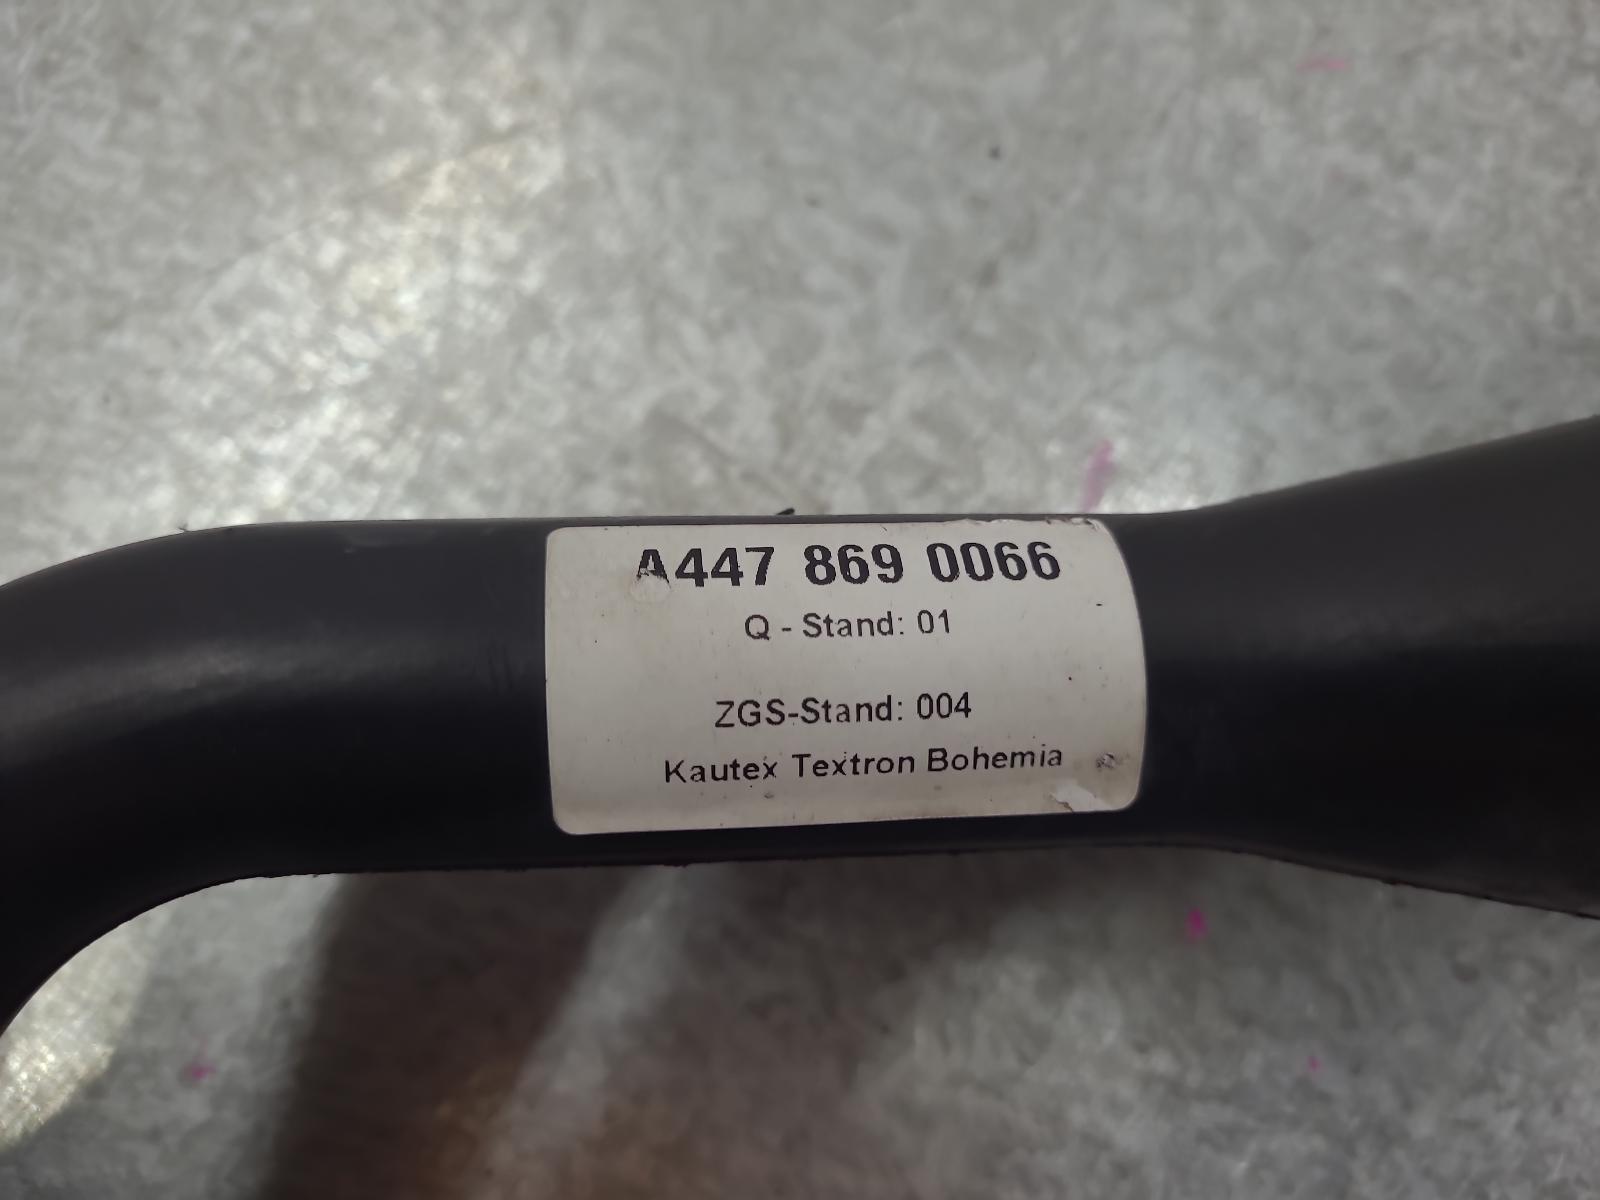 A447 869 0066
Q - Stand: 01
ZGS-Stand: 004
Kautex Textron Bohemia